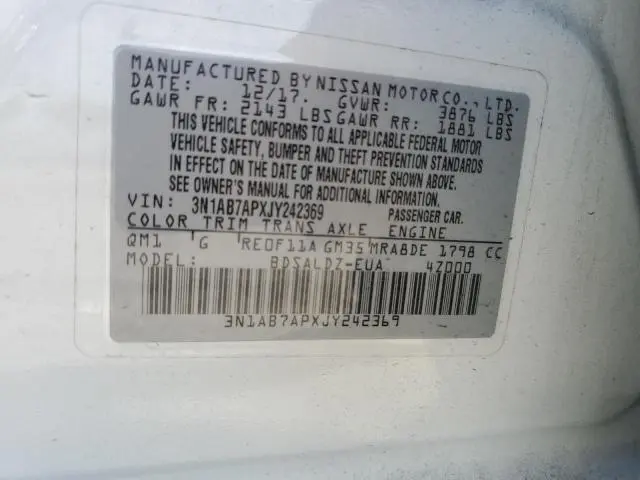 MANUFACTURED BY NISSAN MOTOR CO., LTD.
DATE: 12/17. GVWR: 3876 LBS
GAWR FR: 2143 LBS GAWR RR: 1881 LBS
THIS VEHICLE CONFORMS TO ALL APPLICABLE FEDERAL MOTOR
VEHICLE SAFETY, BUMPER AND THEFT PREVENTION STANDARDS
IN EFFECT ON THE DATE OF MANUFACTURE SHOWN ABOVE.
SEE OWNER'S MANUAL FOR ADDITIONAL INFORMATION.
VIN: 3N1AB7APXJY242369 PASSENGER CAR.
COLOR TRIM TRANS AXLE ENGINE
QM1 G RE0F11A GM35 MRA8DE 1798 CC
MODEL: BDSALDZ-EUA 4Z000
3N1AB7APXJY242369